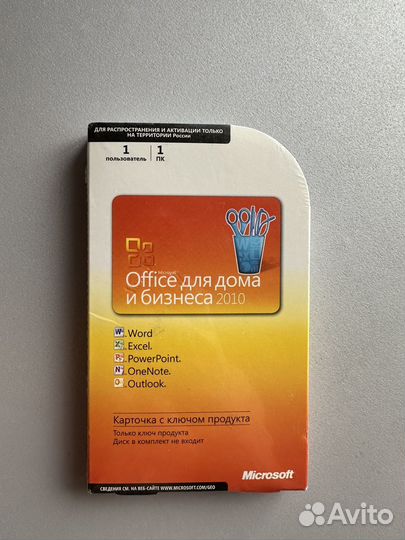 ДЛЯ РАСПРОСТРАНЕНИЯ И АКТИВАЦИИ ТОЛЬКО
НА ТЕРРИТОРИИ России
1 1
пользователь ПК
Microsoft
Office для дома
и бизнеса 2010
Word
Excel
PowerPoint
OneNote
Outlook
Карточка с ключом продукта
Только ключ продукта
Диск в комплект не входит
Microsoft
СВЕДЕНИЯ СМ. НА ВЕБ-САЙТЕ WWW.MICROSOFT.COM/GEO
Avito